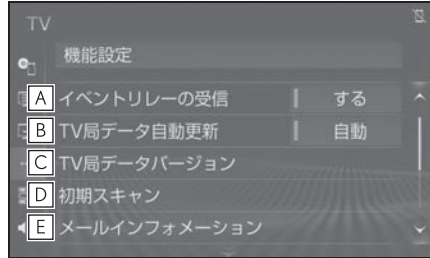 TV
機能設定
A イベントリレーの受信 する
B TV局データ自動更新 自動
C TV局データバージョン
D 初期スキャン
E メールインフォメーション